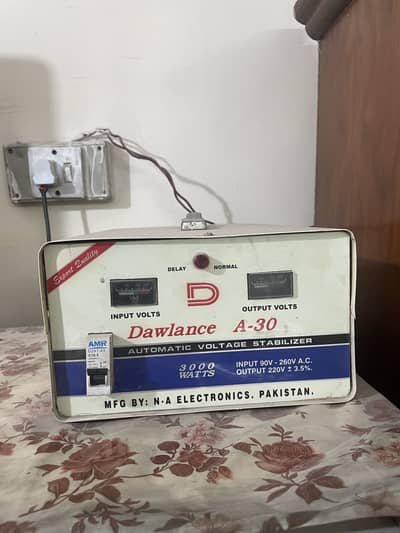 Export Quality
DELAY NORMAL
INPUT VOLTS
D
OUTPUT VOLTS
Dawlance A-30
AUTOMATIC VOLTAGE STABILIZER
AMR
3000 WATTS
INPUT 90V - 260V A.C.
OUTPUT 220V ± 3.5%.
MFG BY: N-A ELECTRONICS. PAKISTAN.